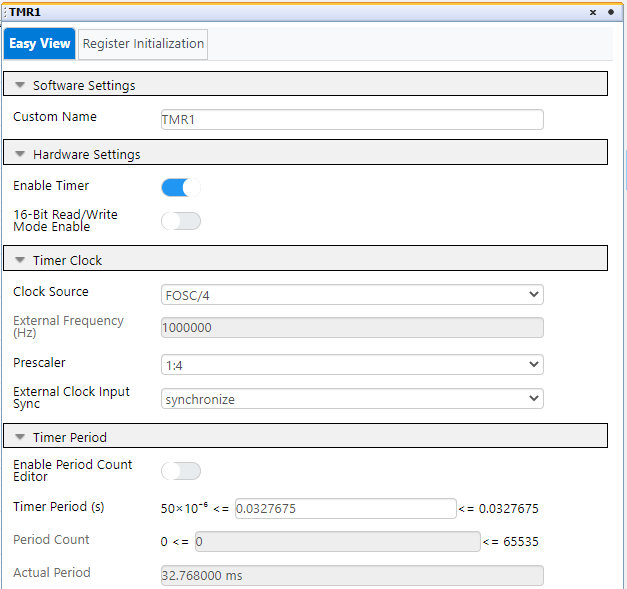 TMR1
Easy View Register Initialization
Software Settings
Custom Name TMR1
Hardware Settings
Enable Timer
16-Bit Read/Write
Mode Enable
Timer Clock
Clock Source FOSC/4
External Frequency
(Hz) 1000000
Prescaler 1:4
External Clock Input
Sync synchronize
Timer Period
Enable Period Count
Editor
Timer Period (s) 50×10⁻⁶ <= 0.0327675 <= 0.0327675
Period Count 0 <= 0 <= 65535
Actual Period 32.768000 ms